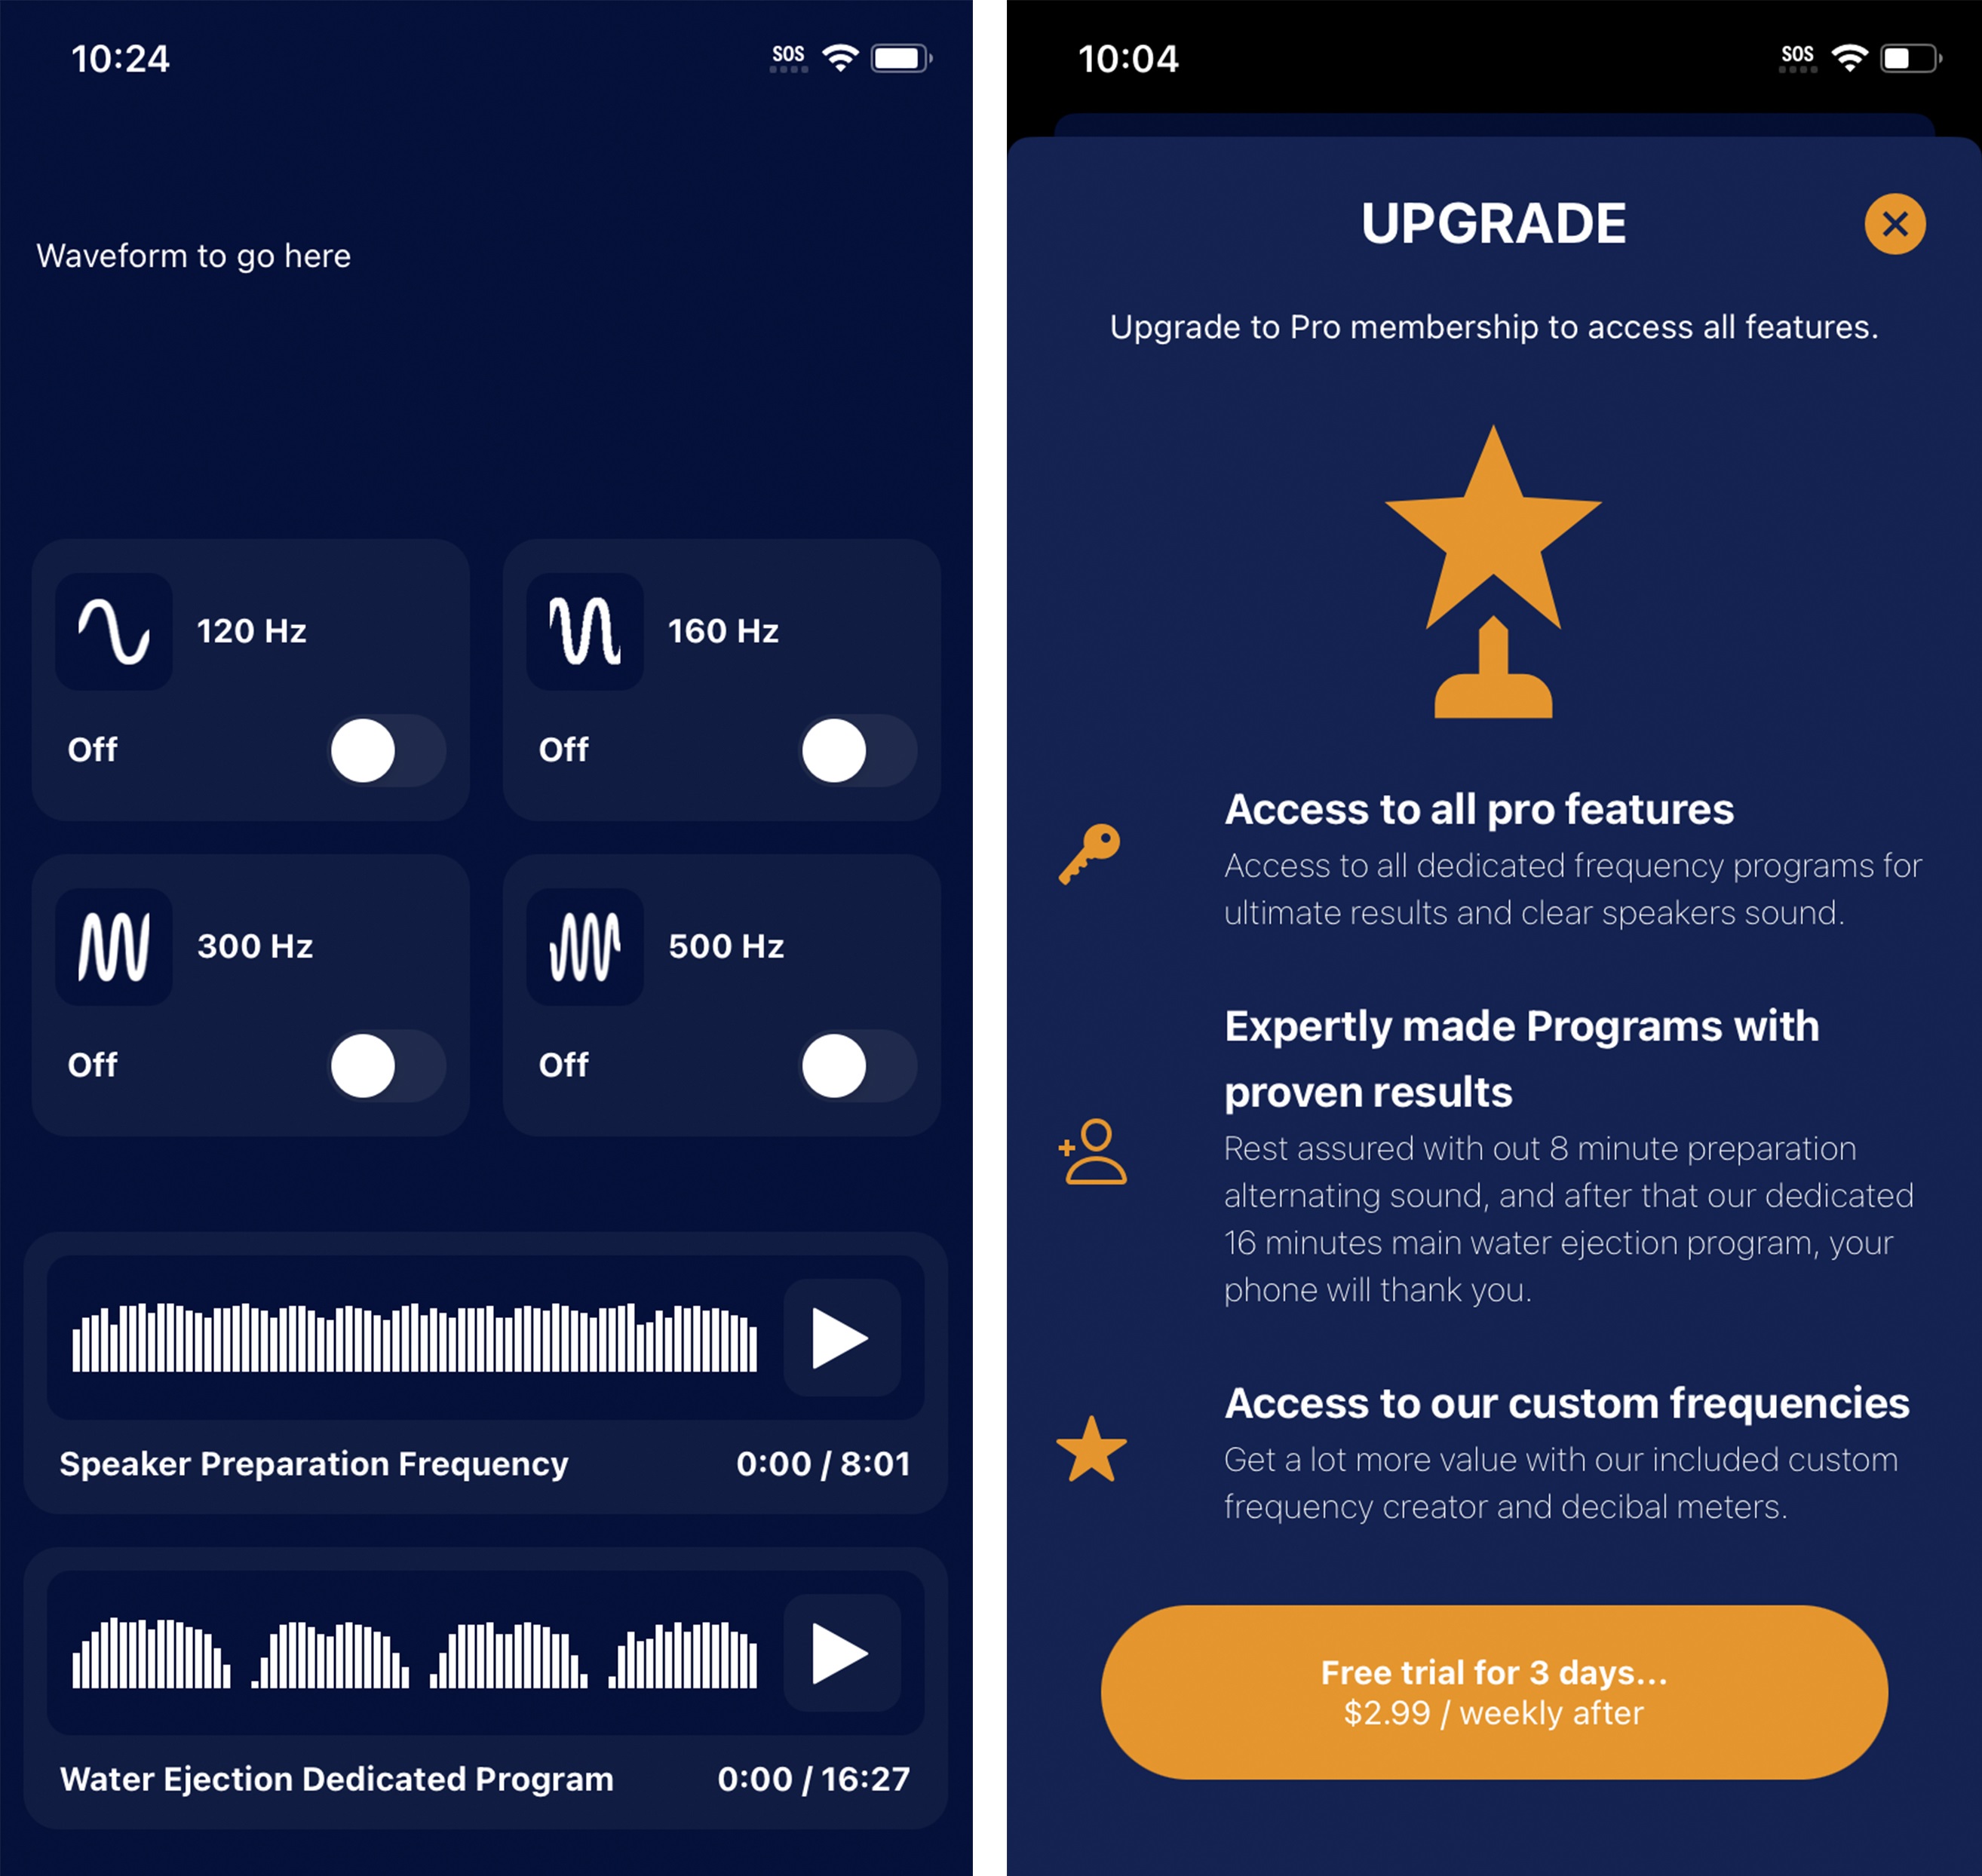 10:24
SOS
Waveform to go here
120 Hz
Off
160 Hz
Off
300 Hz
Off
500 Hz
Off
Speaker Preparation Frequency 0:00 / 8:01
Water Ejection Dedicated Program 0:00 / 16:27
10:04
SOS
UPGRADE
Upgrade to Pro membership to access all features.
Access to all pro features
Access to all dedicated frequency programs for
ultimate results and clear speakers sound.
Expertly made Programs with
proven results
Rest assured with out 8 minute preparation
alternating sound, and after that our dedicated
16 minutes main water ejection program, your
phone will thank you.
Access to our custom frequencies
Get a lot more value with our included custom
frequency creator and decibal meters.
Free trial for 3 days...
$2.99 / weekly after